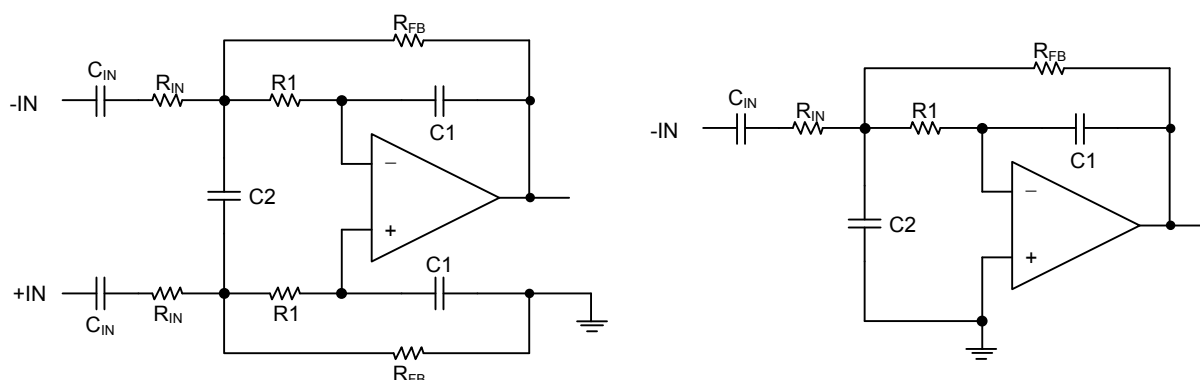 R_FB
C_IN
R_IN
R1
-IN
C1
−
C2
+
C1
+IN
C_IN
R_IN
R1
R_FB
R_FB
C_IN
R_IN
R1
-IN
C1
−
C2
+